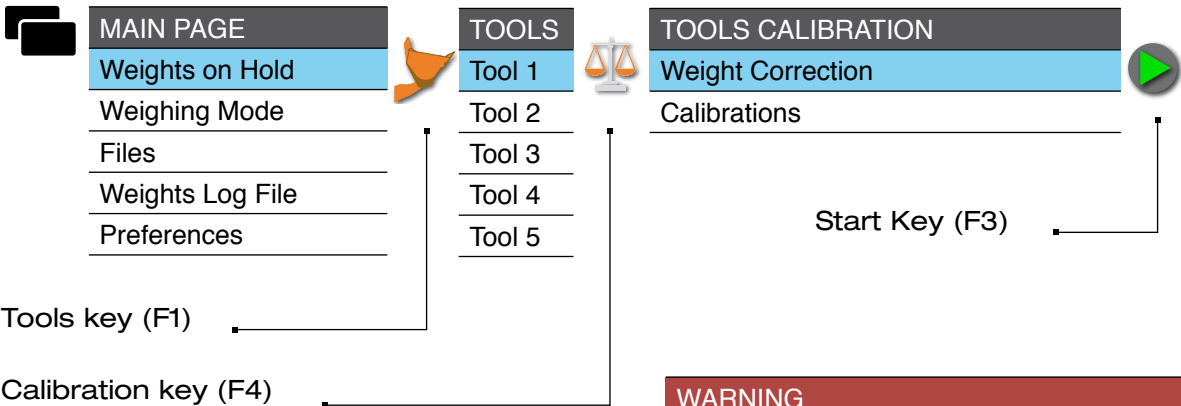 MAIN PAGE
Weights on Hold
Weighing Mode
Files
Weights Log File
Preferences
TOOLS
Tool 1
Tool 2
Tool 3
Tool 4
Tool 5
TOOLS CALIBRATION
Weight Correction
Calibrations
Start Key (F3)
Tools key (F1)
Calibration key (F4)
WARNING